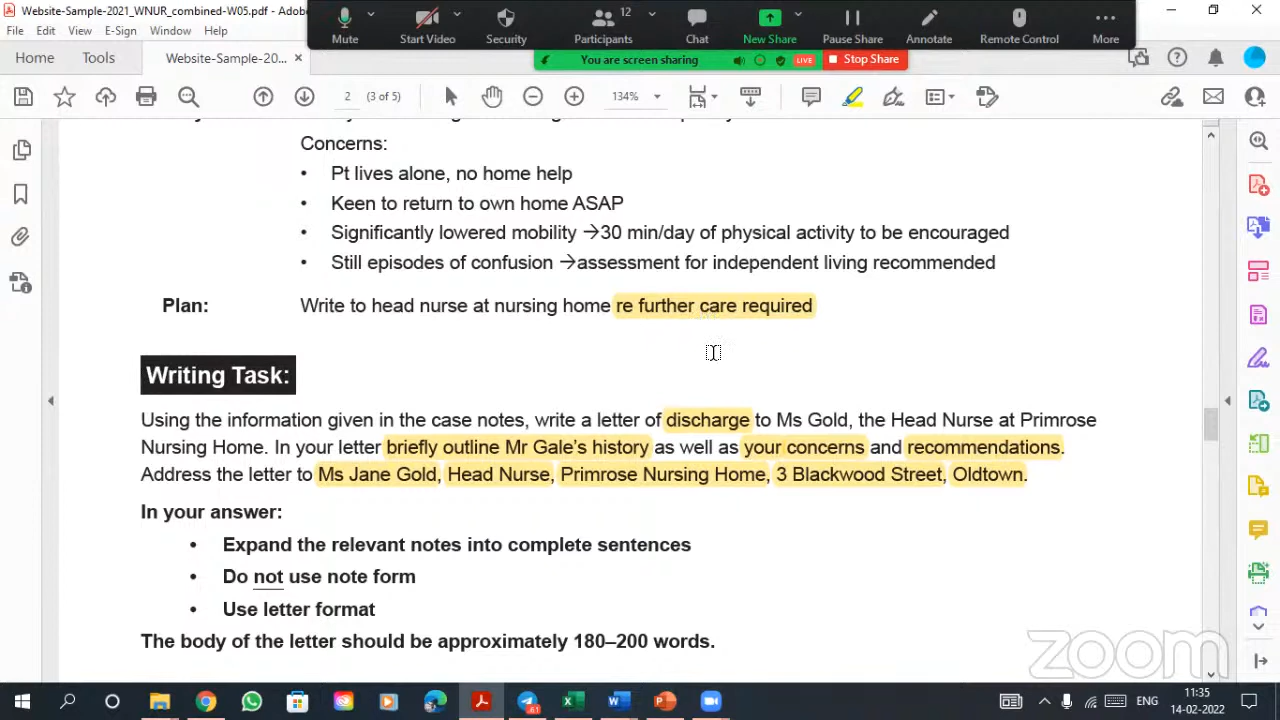 Website-Sample-2021_WNUR_combined-W05.pdf - Adob
File Edit View E-Sign Window Help
Mute Start Video Security 12 Participants Chat New Share Pause Share Annotate Remote Control More
You are screen sharing LIVE Stop Share
Home Tools Website-Sample-20... ×
2 (3 of 5) 134%
Concerns:
• Pt lives alone, no home help
• Keen to return to own home ASAP
• Significantly lowered mobility →30 min/day of physical activity to be encouraged
• Still episodes of confusion →assessment for independent living recommended
Plan: Write to head nurse at nursing home re further care required
Writing Task:
Using the information given in the case notes, write a letter of discharge to Ms Gold, the Head Nurse at Primrose
Nursing Home. In your letter briefly outline Mr Gale's history as well as your concerns and recommendations.
Address the letter to Ms Jane Gold, Head Nurse, Primrose Nursing Home, 3 Blackwood Street, Oldtown.
In your answer:
• Expand the relevant notes into complete sentences
• Do not use note form
• Use letter format
The body of the letter should be approximately 180–200 words.
zoom
61
ENG
11:35
14-02-2022